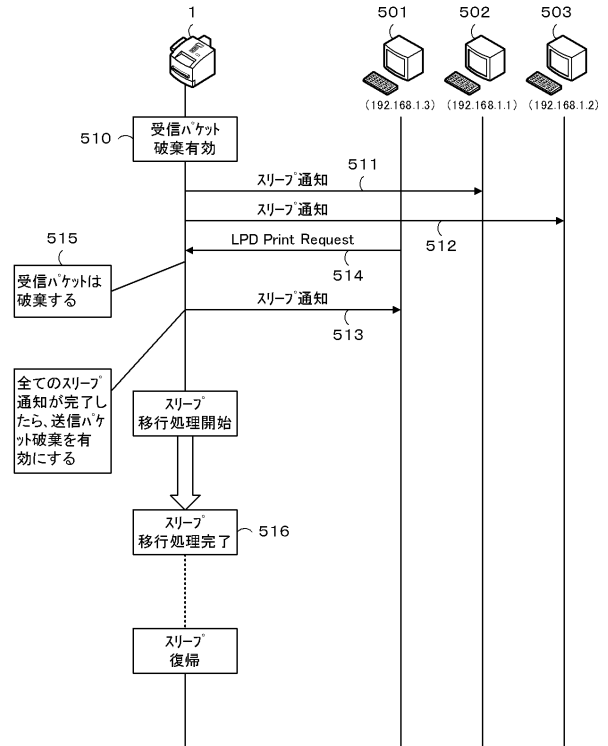 1
501
502
503
(192.168.1.3)
(192.168.1.1)
(192.168.1.2)
510
受信ﾊﾟｹｯﾄ
破棄有効
ｽﾘｰﾌﾟ通知
511
ｽﾘｰﾌﾟ通知
512
515
LPD Print Request
514
受信ﾊﾟｹｯﾄは
破棄する
ｽﾘｰﾌﾟ通知
513
全てのｽﾘｰﾌﾟ
通知が完了し
たら、送信ﾊﾟｹ
ｯﾄ破棄を有
効にする
ｽﾘｰﾌﾟ
移行処理開始
ｽﾘｰﾌﾟ
移行処理完了
516
ｽﾘｰﾌﾟ
復帰